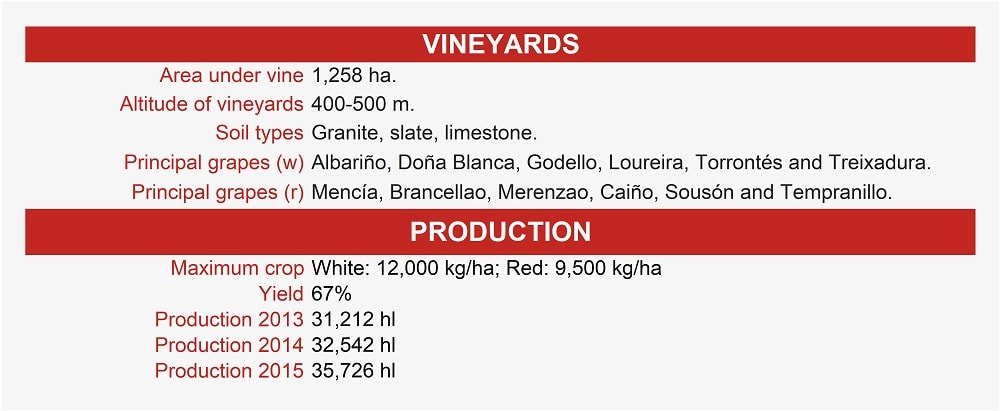 VINEYARDS
Area under vine 1,258 ha.
Altitude of vineyards 400-500 m.
Soil types Granite, slate, limestone.
Principal grapes (w) Albariño, Doña Blanca, Godello, Loureira, Torrontés and Treixadura.
Principal grapes (r) Mencía, Brancellao, Merenzao, Caiño, Sousón and Tempranillo.
PRODUCTION
Maximum crop White: 12,000 kg/ha; Red: 9,500 kg/ha
Yield 67%
Production 2013 31,212 hl
Production 2014 32,542 hl
Production 2015 35,726 hl